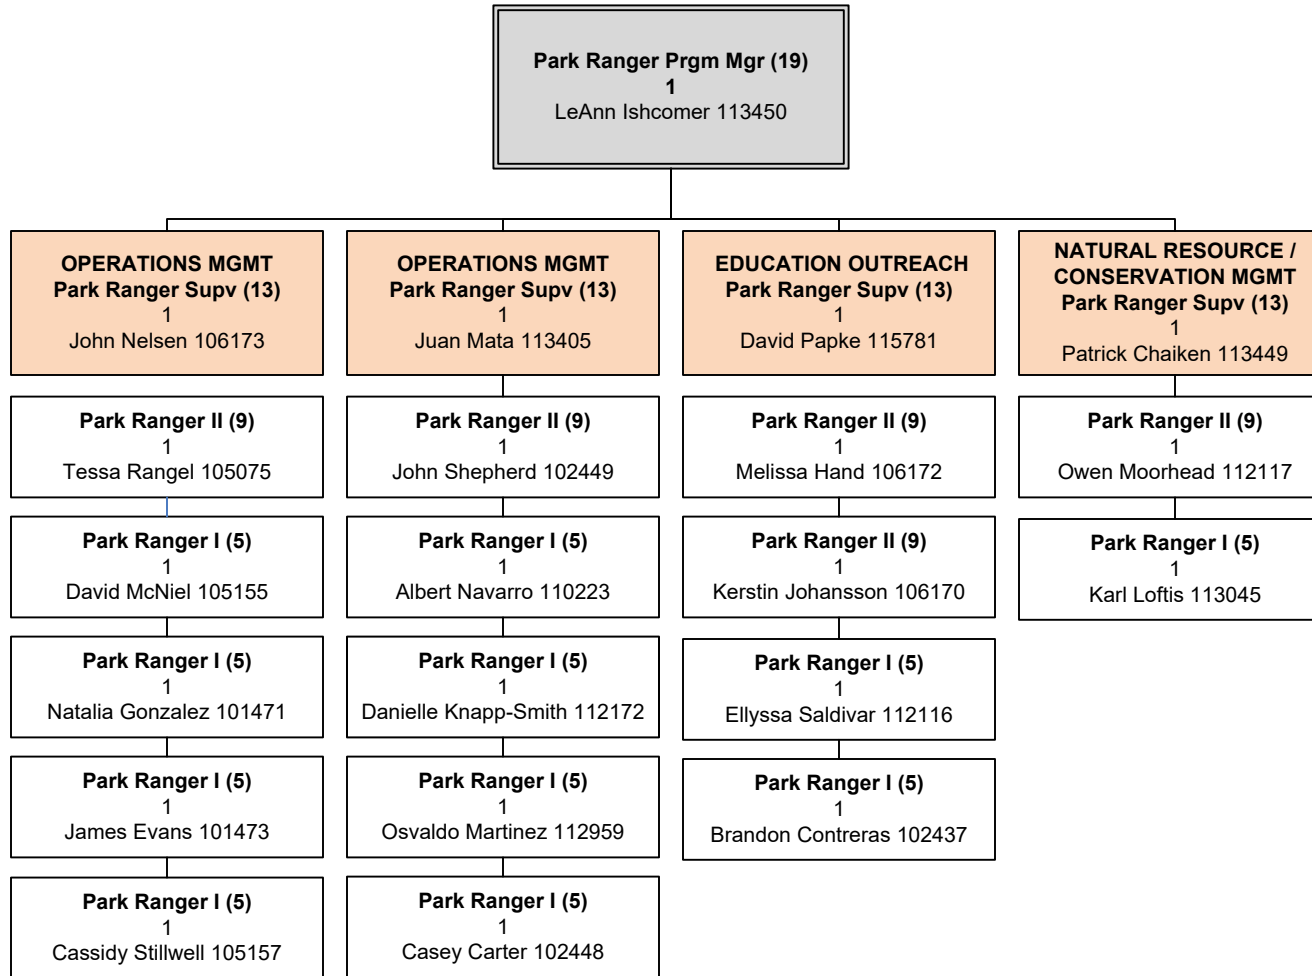 Park Ranger Prgm Mgr (19)
1
LeAnn Ishcomer 113450
OPERATIONS MGMT
Park Ranger Supv (13)
1
John Nelsen 106173
OPERATIONS MGMT
Park Ranger Supv (13)
1
Juan Mata 113405
EDUCATION OUTREACH
Park Ranger Supv (13)
1
David Papke 115781
NATURAL RESOURCE /
CONSERVATION MGMT
Park Ranger Supv (13)
1
Patrick Chaiken 113449
Park Ranger II (9)
1
Tessa Rangel 105075
Park Ranger II (9)
1
John Shepherd 102449
Park Ranger II (9)
1
Melissa Hand 106172
Park Ranger II (9)
1
Owen Moorhead 112117
Park Ranger I (5)
1
David McNiel 105155
Park Ranger I (5)
1
Albert Navarro 110223
Park Ranger II (9)
1
Kerstin Johansson 106170
Park Ranger I (5)
1
Karl Loftis 113045
Park Ranger I (5)
1
Natalia Gonzalez 101471
Park Ranger I (5)
1
Danielle Knapp-Smith 112172
Park Ranger I (5)
1
Ellyssa Saldivar 112116
Park Ranger I (5)
1
James Evans 101473
Park Ranger I (5)
1
Osvaldo Martinez 112959
Park Ranger I (5)
1
Brandon Contreras 102437
Park Ranger I (5)
1
Cassidy Stillwell 105157
Park Ranger I (5)
1
Casey Carter 102448